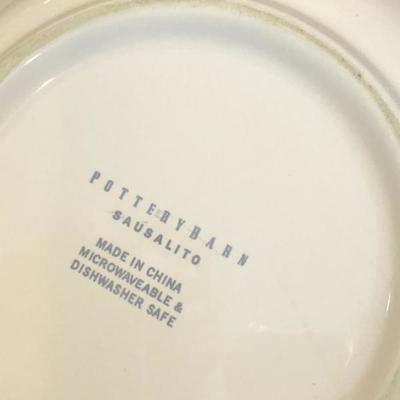 POTTERYBARN
SAUSALITO
MADE IN CHINA
MICROWAVEABLE &
DISHWASHER SAFE